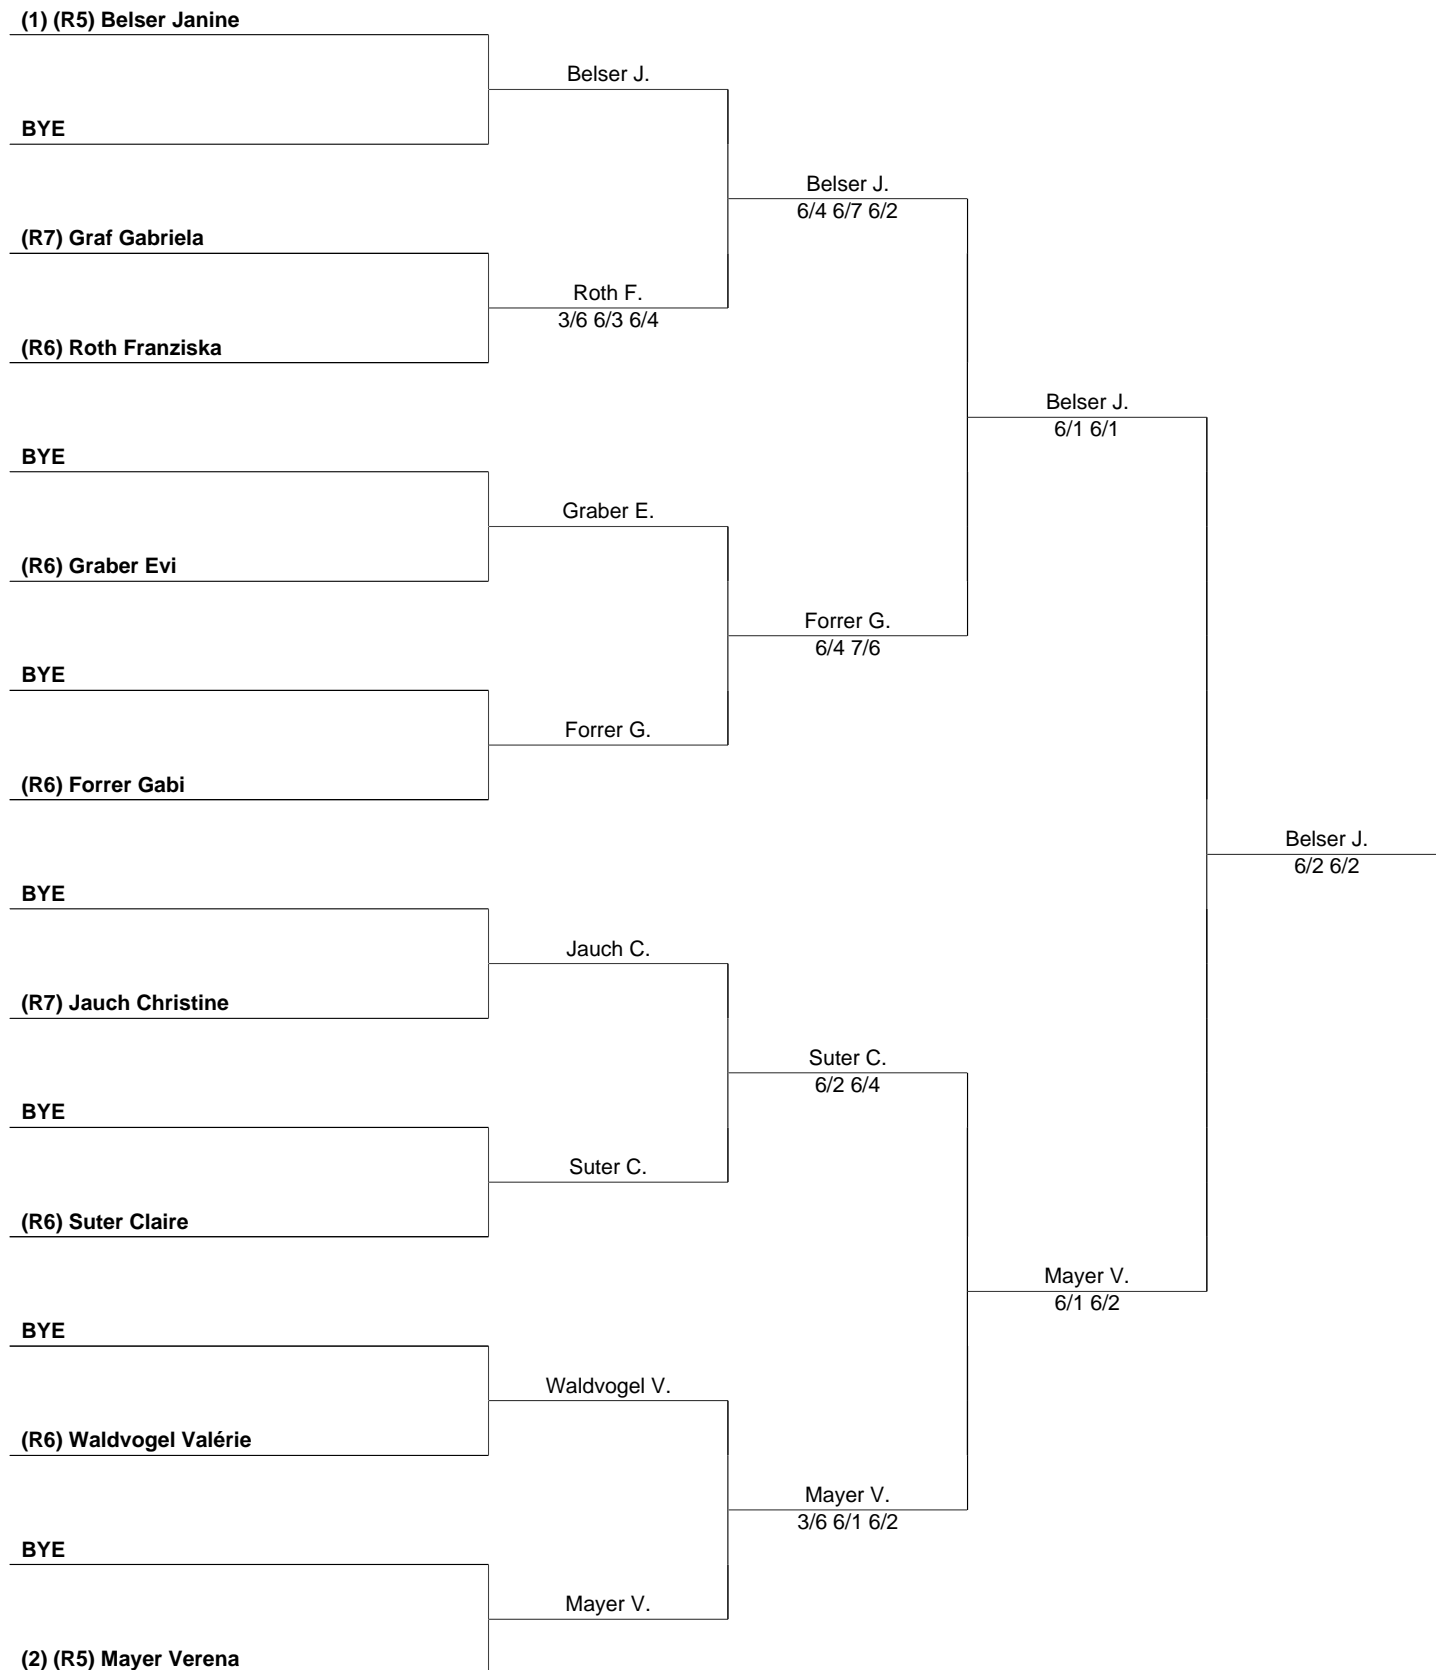 (1) (R5) Belser Janine
Belser J.
BYE
Belser J.
6/4 6/7 6/2
(R7) Graf Gabriela
Roth F.
3/6 6/3 6/4
(R6) Roth Franziska
Belser J.
6/1 6/1
BYE
Graber E.
(R6) Graber Evi
Forrer G.
6/4 7/6
BYE
Forrer G.
(R6) Forrer Gabi
Belser J.
6/2 6/2
BYE
Jauch C.
(R7) Jauch Christine
Suter C.
6/2 6/4
BYE
Suter C.
(R6) Suter Claire
Mayer V.
6/1 6/2
BYE
Waldvogel V.
(R6) Waldvogel Valérie
Mayer V.
3/6 6/1 6/2
BYE
Mayer V.
(2) (R5) Mayer Verena